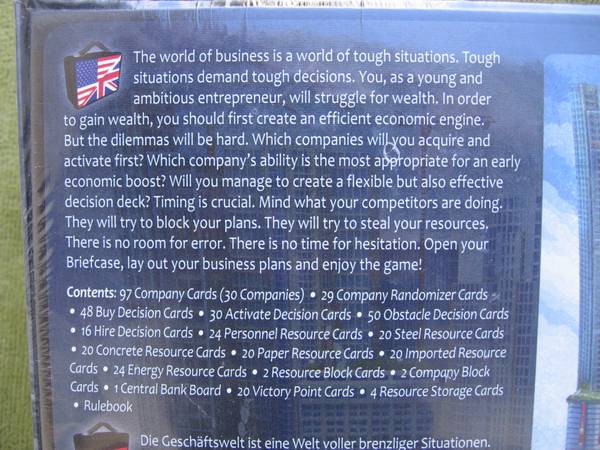 The world of business is a world of tough situations. Tough
situations demand tough decisions. You, as a young and
ambitious entrepreneur, will struggle for wealth. In order
to gain wealth, you should first create an efficient economic engine.
But the dilemmas will be hard. Which companies will you acquire and
activate first? Which company's ability is the most appropriate for an early
economic boost? Will you manage to create a flexible but also effective
decision deck? Timing is crucial. Mind what your competitors are doing.
They will try to block your plans. They will try to steal your resources.
There is no room for error. There is no time for hesitation. Open your
Briefcase, lay out your business plans and enjoy the game!
Contents: 97 Company Cards (30 Companies) • 29 Company Randomizer Cards
• 48 Buy Decision Cards • 30 Activate Decision Cards • 50 Obstacle Decision Cards
• 16 Hire Decision Cards • 24 Personnel Resource Cards • 20 Steel Resource Cards
• 20 Concrete Resource Cards • 20 Paper Resource Cards • 20 Imported Resource
Cards • 24 Energy Resource Cards • 2 Resource Block Cards • 2 Company Block
Cards • 1 Central Bank Board • 20 Victory Point Cards • 4 Resource Storage Cards
• Rulebook
Die Geschäftswelt ist eine Welt voller brenzliger Situationen.